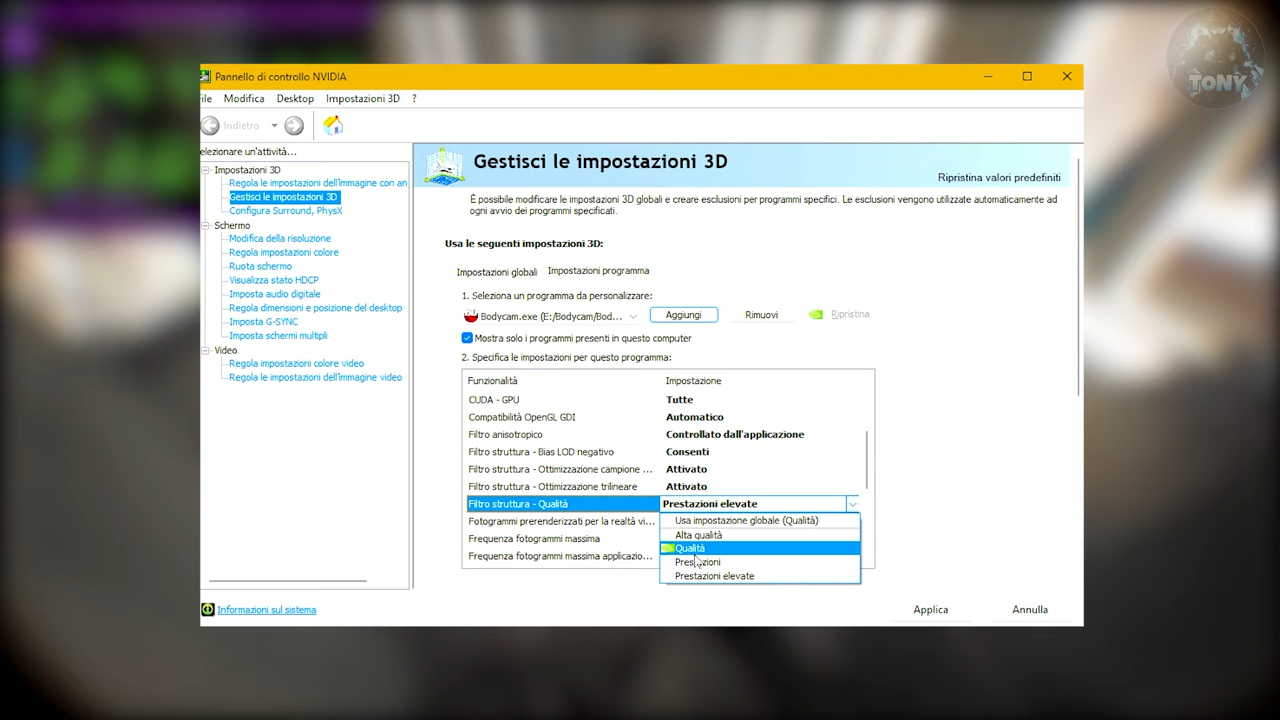 TONY
Pannello di controllo NVIDIA
File Modifica Desktop Impostazioni 3D ?
Indietro
elezionare un'attività...
Impostazioni 3D
Regola le impostazioni dell'immagine con an
Gestisci le impostazioni 3D
Configura Surround, PhysX
Schermo
Modifica della risoluzione
Regola impostazioni colore
Ruota schermo
Visualizza stato HDCP
Imposta audio digitale
Regola dimensioni e posizione del desktop
Imposta G-SYNC
Imposta schermi multipli
Video
Regola impostazioni colore video
Regola le impostazioni dell'immagine video
Informazioni sul sistema
Gestisci le impostazioni 3D
Ripristina valori predefiniti
È possibile modificare le impostazioni 3D globali e creare esclusioni per programmi specifici. Le esclusioni vengono utilizzate automaticamente ad
ogni avvio dei programmi specificati.
Usa le seguenti impostazioni 3D:
Impostazioni globali Impostazioni programma
1. Seleziona un programma da personalizzare:
Bodycam.exe (E:/Bodycam/Bod... Aggiungi Rimuovi Ripristina
Mostra solo i programmi presenti in questo computer
2. Specifica le impostazioni per questo programma:
Funzionalità Impostazione
CUDA - GPU Tutte
Compatibilità OpenGL GDI Automatico
Filtro anisotropico Controllato dall'applicazione
Filtro struttura - Bias LOD negativo Consenti
Filtro struttura - Ottimizzazione campione ... Attivato
Filtro struttura - Ottimizzazione trilineare Attivato
Filtro struttura - Qualità Prestazioni elevate
Fotogrammi prerenderizzati per la realtà vi...
Frequenza fotogrammi massima
Frequenza fotogrammi massima applicazio...
Usa impostazione globale (Qualità)
Alta qualità
Qualità
Prestazioni
Prestazioni elevate
Applica Annulla